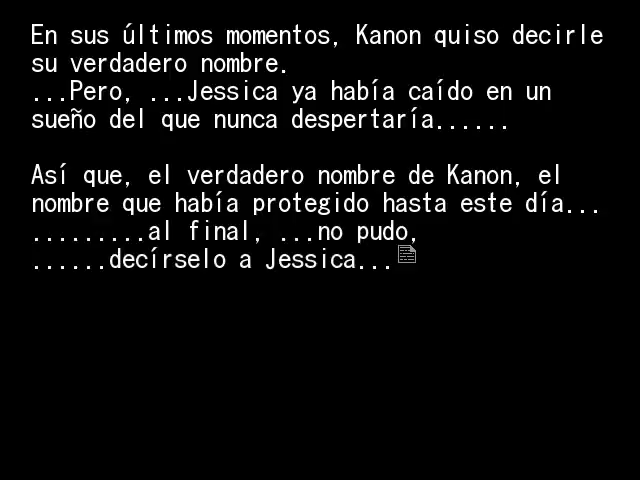 En sus últimos momentos, Kanon quiso decirle
su verdadero nombre.
...Pero, ...Jessica ya había caído en un
sueño del que nunca despertaría......
Así que, el verdadero nombre de Kanon, el
nombre que había protegido hasta este día...
.........al final, ...no pudo,
......decírselo a Jessica...